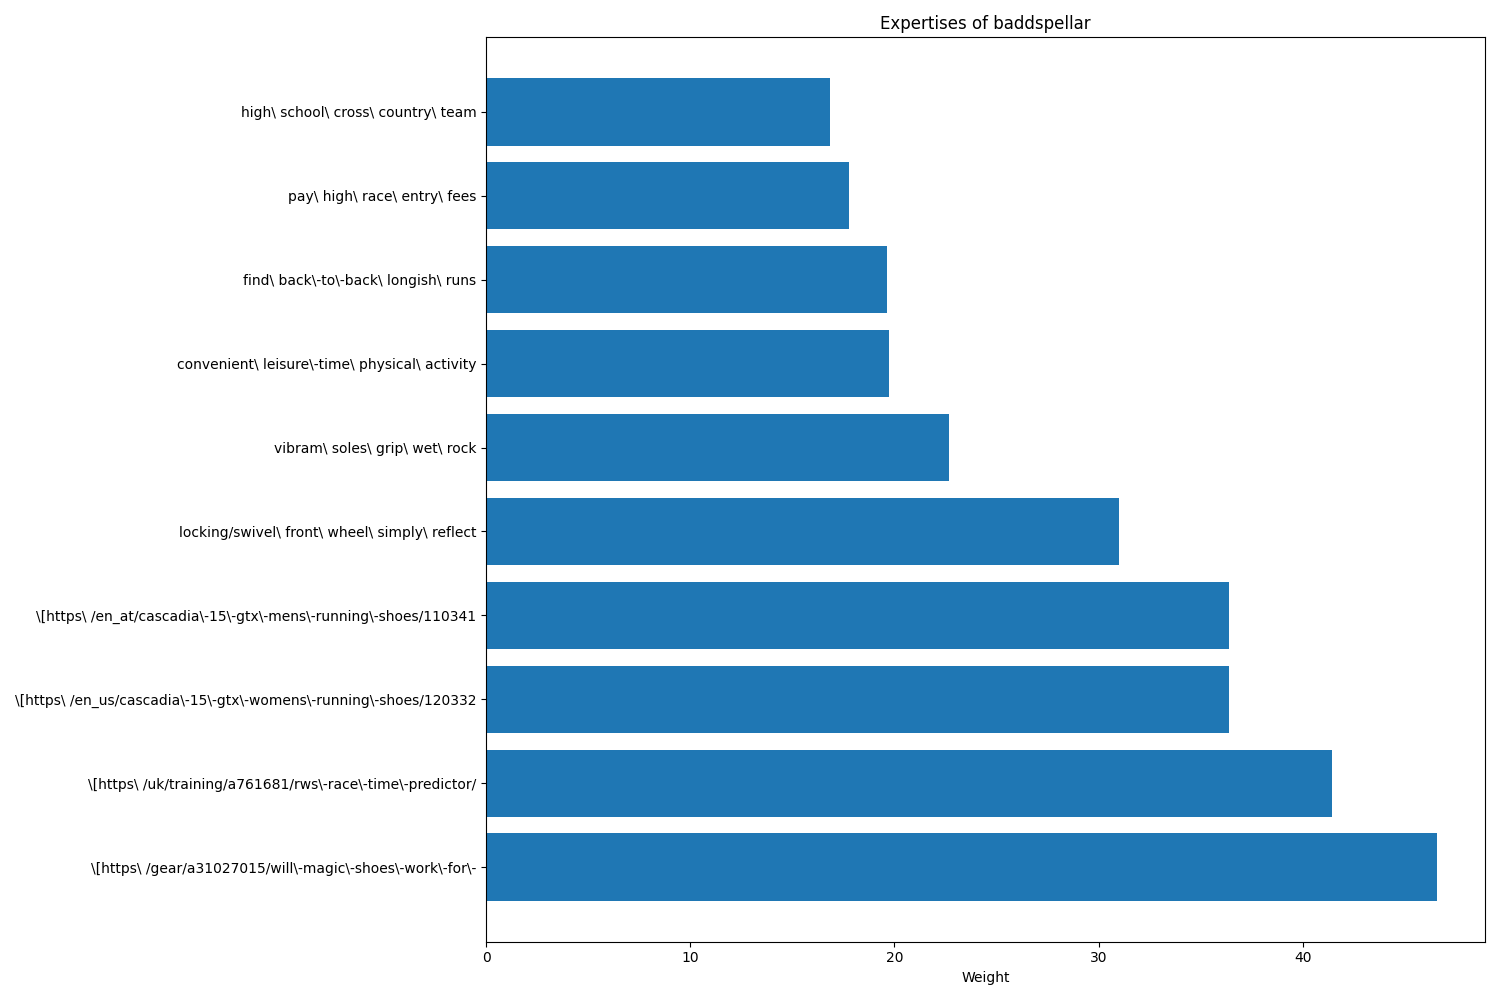 Expertises of baddspellar
high\ school\ cross\ country\ team
pay\ high\ race\ entry\ fees
find\ back\-to\-back\ longish\ runs
convenient\ leisure\-time\ physical\ activity
vibram\ soles\ grip\ wet\ rock
locking/swivel\ front\ wheel\ simply\ reflect
\[https\ /en_at/cascadia\-15\-gtx\-mens\-running\-shoes/110341
\[https\ /en_us/cascadia\-15\-gtx\-womens\-running\-shoes/120332
\[https\ /uk/training/a761681/rws\-race\-time\-predictor/
\[https\ /gear/a31027015/will\-magic\-shoes\-work\-for\-
0 10 20 30 40
Weight